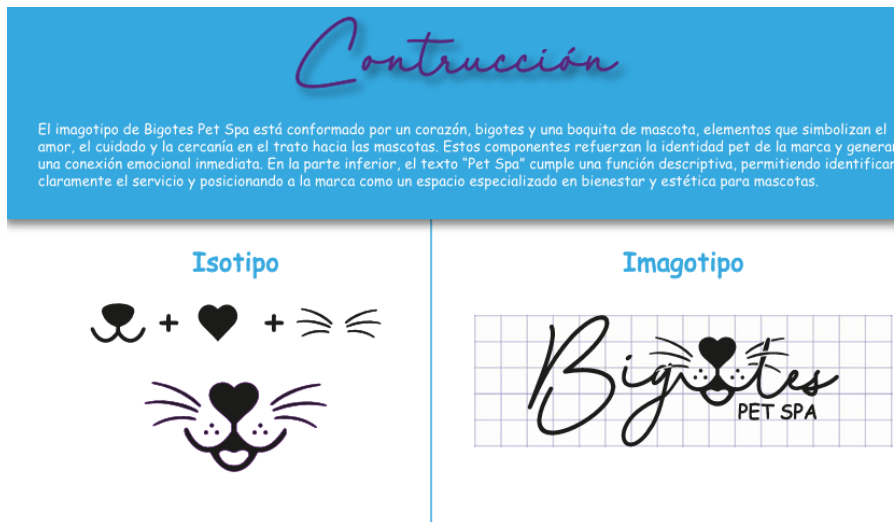 Contrucción
El imagotipo de Bigotes Pet Spa está conformado por un corazón, bigotes y una boquita de mascota, elementos que simbolizan el
amor, el cuidado y la cercanía en el trato hacia las mascotas. Estos componentes refuerzan la identidad pet de la marca y generan
una conexión emocional inmediata. En la parte inferior, el texto “Pet Spa” cumple una función descriptiva, permitiendo identificar
claramente el servicio y posicionando a la marca como un espacio especializado en bienestar y estética para mascotas.
Isotipo
+ +
Imagotipo
Bigotes
PET SPA